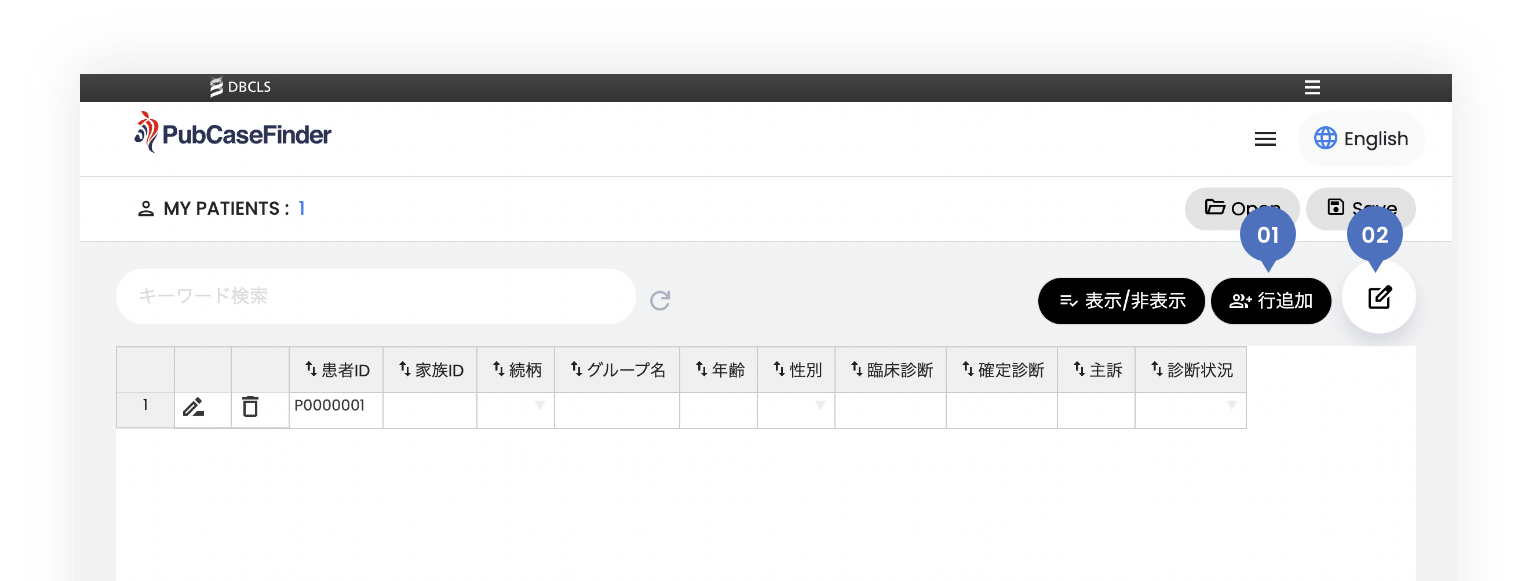 DBCLS
PubCaseFinder
English
MY PATIENTS : 1
Open
Save
01
02
キーワード検索
表示/非表示
行追加
患者ID 家族ID 続柄 グループ名 年齢 性別 臨床診断 確定診断 主訴 診断状況
1 P0000001